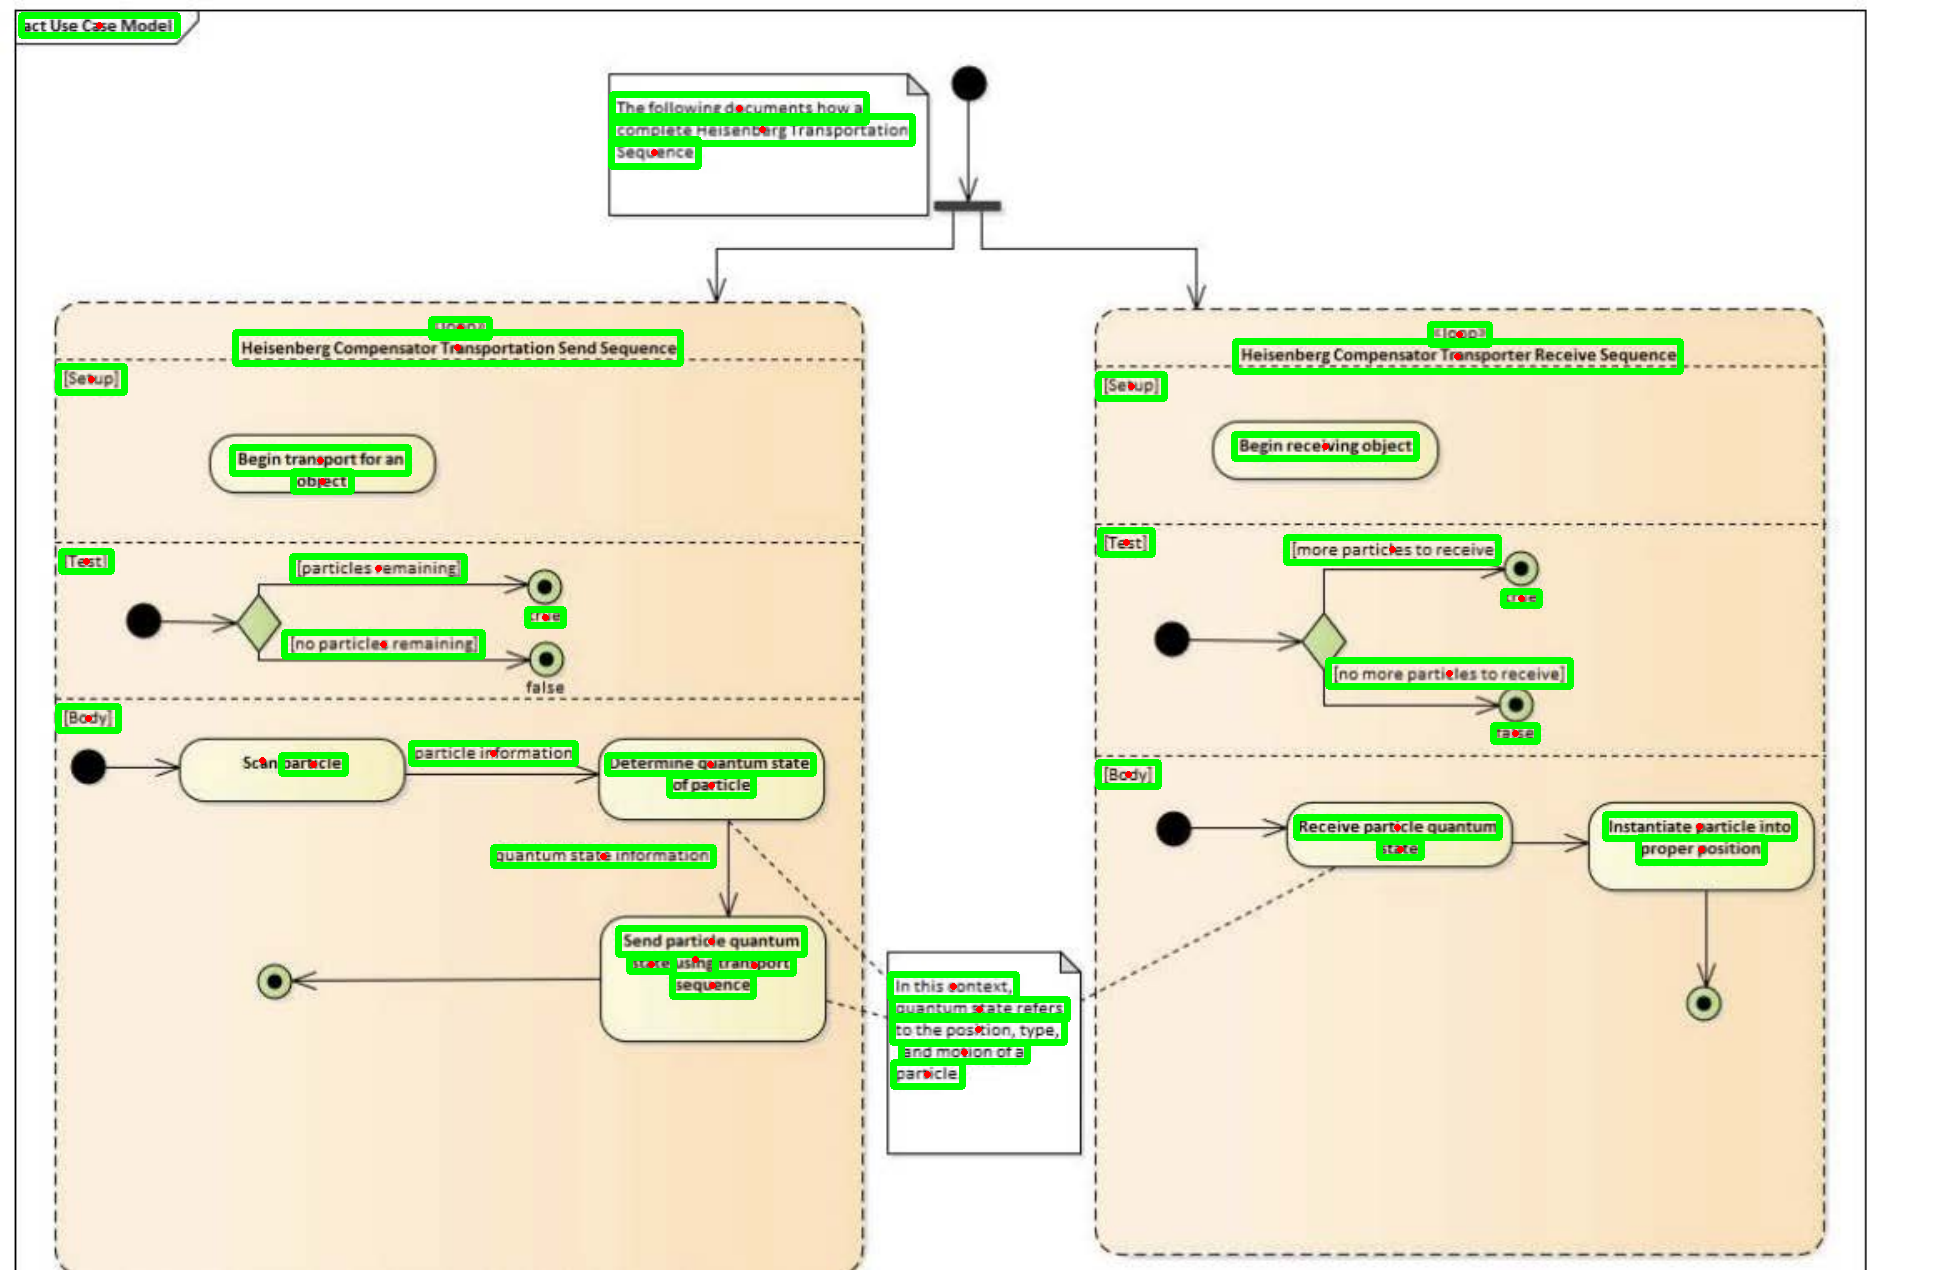 act Use Case Model
The following documents how a
complete Heisenberg Transportation
Sequence
«loop»
Heisenberg Compensator Transportation Send Sequence
[Setup]
Begin transport for an
object
[Test]
[particles remaining]
true
[no particles remaining]
false
[Body]
Scan particle
particle information
Determine quantum state
of particle
quantum state information
Send particle quantum
state using transport
sequence
In this context,
quantum state refers
to the position, type,
and motion of a
particle
«loop»
Heisenberg Compensator Transporter Receive Sequence
[Setup]
Begin receiving object
[Test]
[more particles to receive
true
[no more particles to receive]
false
[Body]
Receive particle quantum
state
Instantiate particle into
proper position